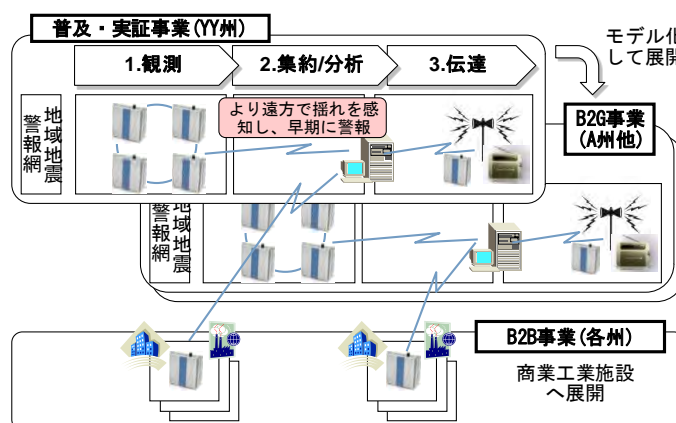 普及・実証事業(YY州)
モデル化
して展開
1.観測
2.集約/分析
3.伝達
地域地震
警報網
より遠方で揺れを感
知し、早期に警報
B2G事業
(A州他)
地域地震
警報網
B2B事業(各州)
商業工業施設
へ展開